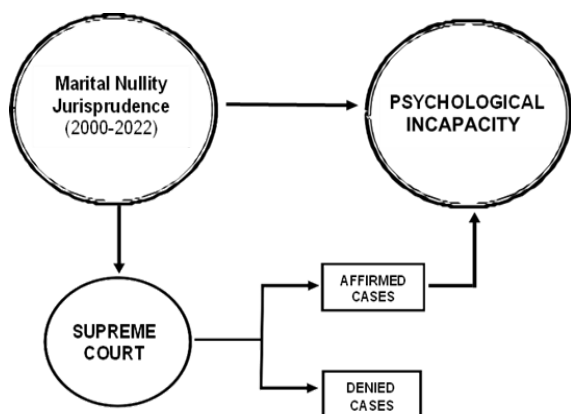 Marital Nullity
Jurisprudence
(2000-2022)
PSYCHOLOGICAL
INCAPACITY
SUPREME
COURT
AFFIRMED
CASES
DENIED
CASES